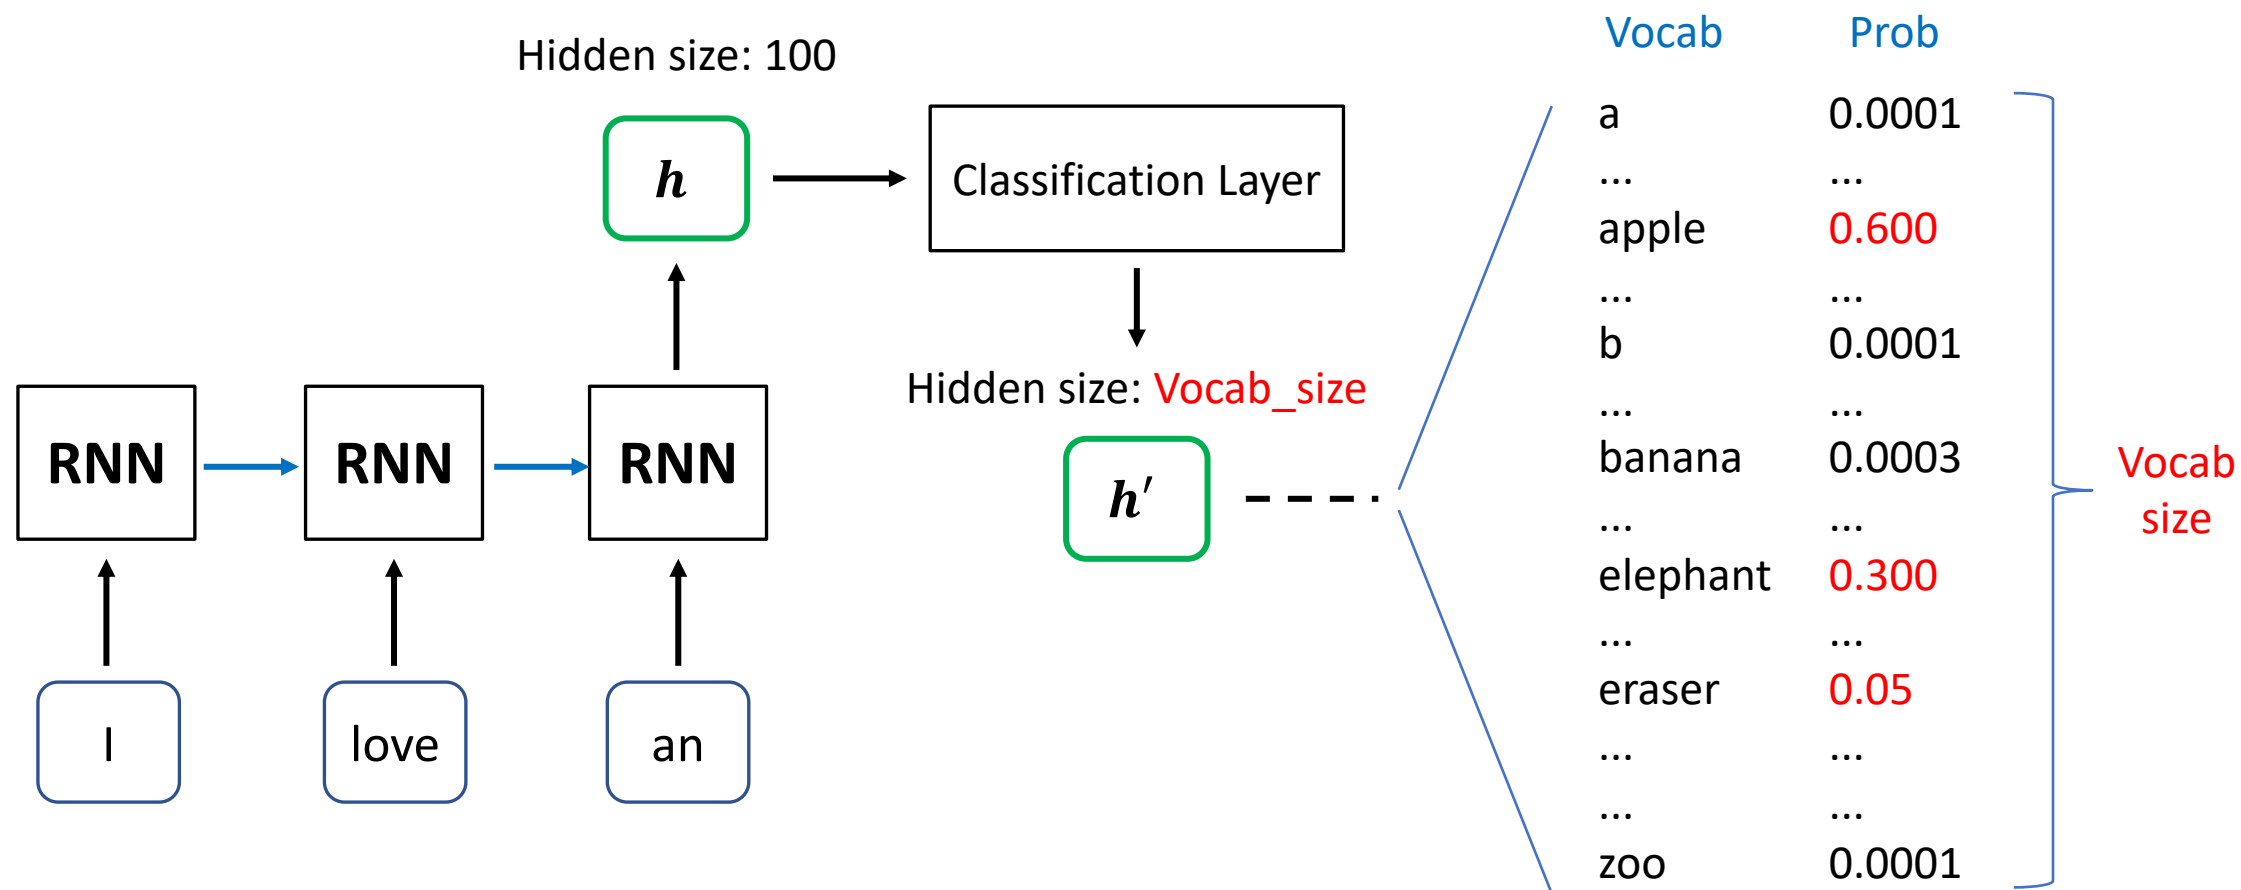 Hidden size: 100
h
Classification Layer
Hidden size: Vocab_size
h′
RNN
RNN
RNN
I
love
an
Vocab Prob
a 0.0001
... ...
apple 0.600
... ...
b 0.0001
... ...
banana 0.0003
... ...
elephant 0.300
... ...
eraser 0.05
... ...
... ...
zoo 0.0001
Vocab
size